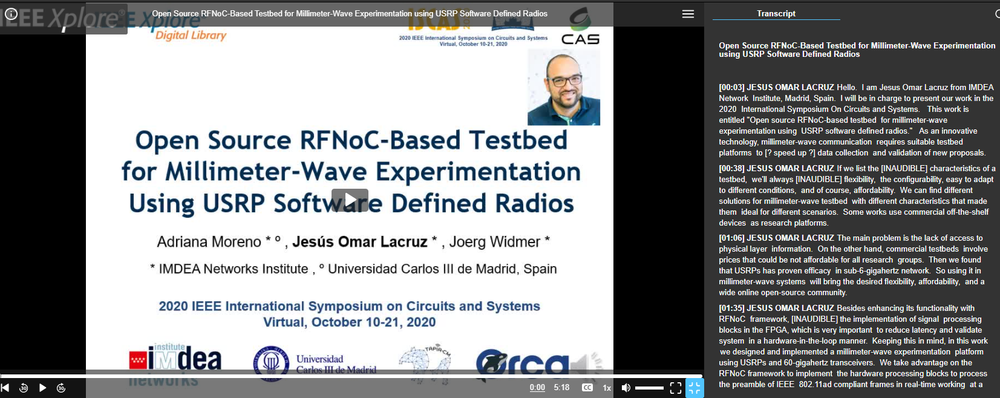 IEEE Xplore®
IEEE Xplore®
Digital Library
Open Source RFNoC-Based Testbed for Millimeter-Wave Experimentation using USRP Software Defined Radios
ISCAS
2020 IEEE International Symposium on Circuits and Systems
Virtual, October 10-21, 2020
CAS
Open Source RFNoC-Based Testbed
for Millimeter-Wave Experimentation
Using USRP Software Defined Radios
Adriana Moreno * º , Jesús Omar Lacruz * , Joerg Widmer *
* IMDEA Networks Institute , º Universidad Carlos III de Madrid, Spain
2020 IEEE International Symposium on Circuits and Systems
Virtual, October 10-21, 2020
institute
iMdea
networks
Universidad
Carlos III de Madrid
TAPIR-CM
Orca
30
30
0:00
5:18
CC
1x
Transcript
Open Source RFNoC-Based Testbed for Millimeter-Wave Experimentation
using USRP Software Defined Radios
[00:03] JESUS OMAR LACRUZ Hello. I am Jesus Omar Lacruz from IMDEA
Network Institute, Madrid, Spain. I will be in charge to present our work in the
2020 International Symposium On Circuits and Systems. This work is
entitled "Open source RFNoC-based testbed for millimeter-wave
experimentation using USRP software defined radios." As an innovative
technology, millimeter-wave communication requires suitable testbed
platforms to [? speed up ?] data collection and validation of new proposals.
[00:38] JESUS OMAR LACRUZ If we list the [INAUDIBLE] characteristics of a
testbed, we'll always [INAUDIBLE] flexibility, the configurability, easy to adapt
to different conditions, and of course, affordability. We can find different
solutions for millimeter-wave testbed with different characteristics that made
them ideal for different scenarios. Some works use commercial off-the-shelf
devices as research platforms.
[01:06] JESUS OMAR LACRUZ The main problem is the lack of access to
physical layer information. On the other hand, commercial testbeds involve
prices that could be not affordable for all research groups. Then we found
that USRPs has proven efficacy in sub-6-gigahertz network. So using it in
millimeter-wave systems will bring the desired flexibility, affordability, and a
wide online open-source community.
[01:35] JESUS OMAR LACRUZ Besides enhancing its functionality with
RFNoC framework, [INAUDIBLE] the implementation of signal processing
blocks in the FPGA, which is very important to reduce latency and validate
system in a hardware-in-the-loop manner. Keeping this in mind, in this work
we designed and implemented a millimeter-wave experimentation platform
using USRPs and 60-gigahertz transceivers. We take advantage on the
RFNoC framework to implement the hardware processing blocks to process
the preamble of IEEE 802.11ad compliant frames in real-time working at a